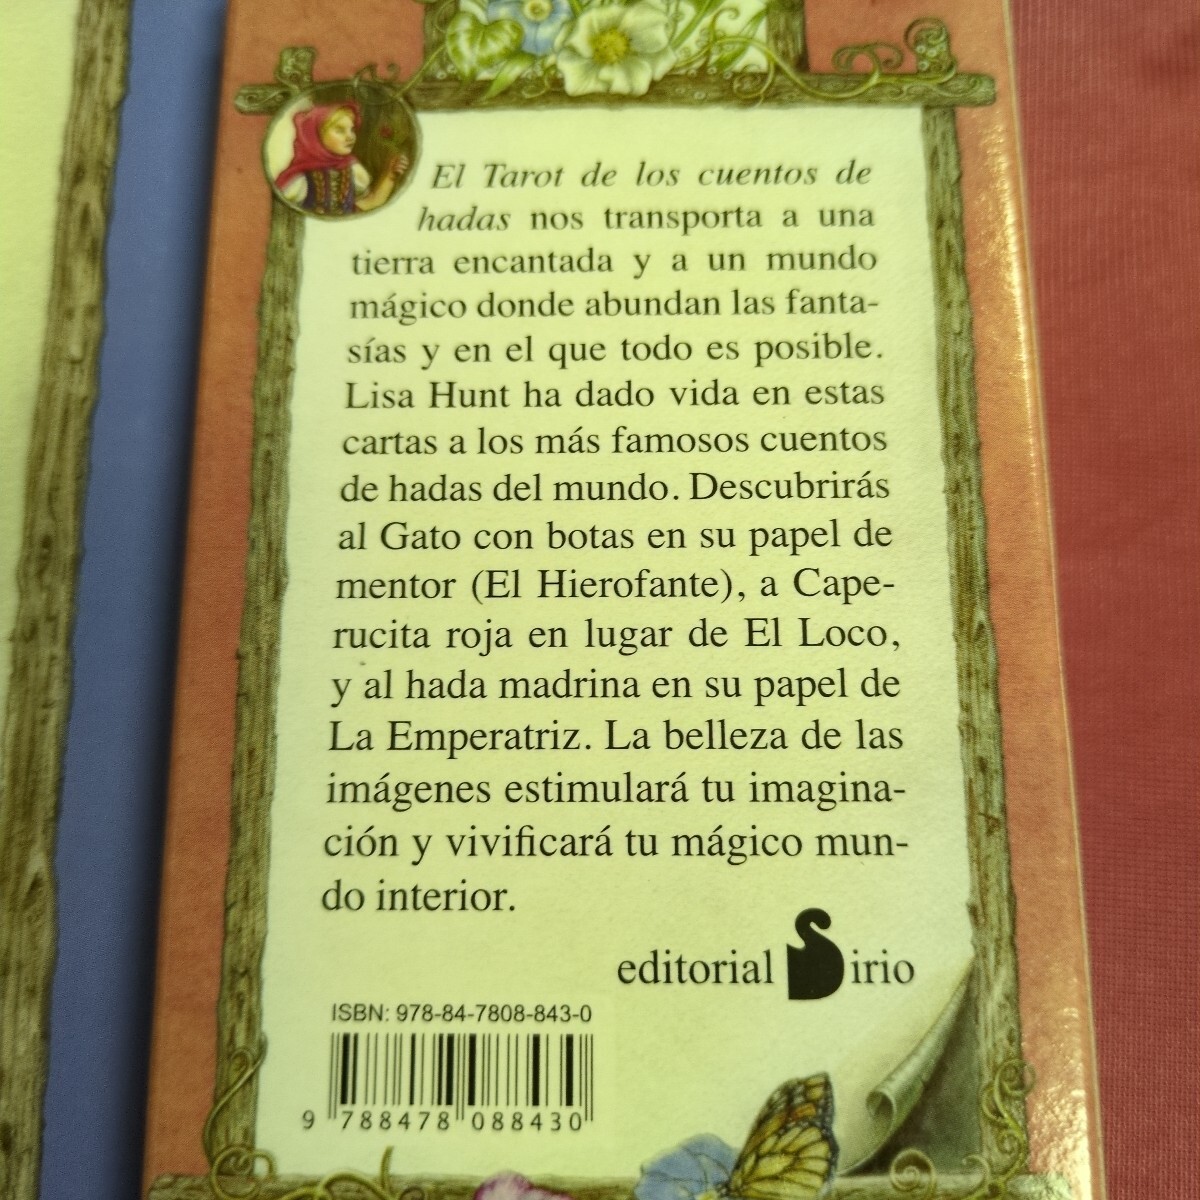 El Tarot de los cuentos de
hadas nos transporta a una
tierra encantada y a un mundo
mágico donde abundan las fanta-
sías y en el que todo es posible.
Lisa Hunt ha dado vida en estas
cartas a los más famosos cuentos
de hadas del mundo. Descubrirás
al Gato con botas en su papel de
mentor (El Hierofante), a Cape-
rucita roja en lugar de El Loco,
y al hada madrina en su papel de
La Emperatriz. La belleza de las
imágenes estimulará tu imagina-
ción y vivificará tu mágico mun-
do interior.
editorial Sirio
ISBN: 978-84-7808-843-0
9 788478 088430